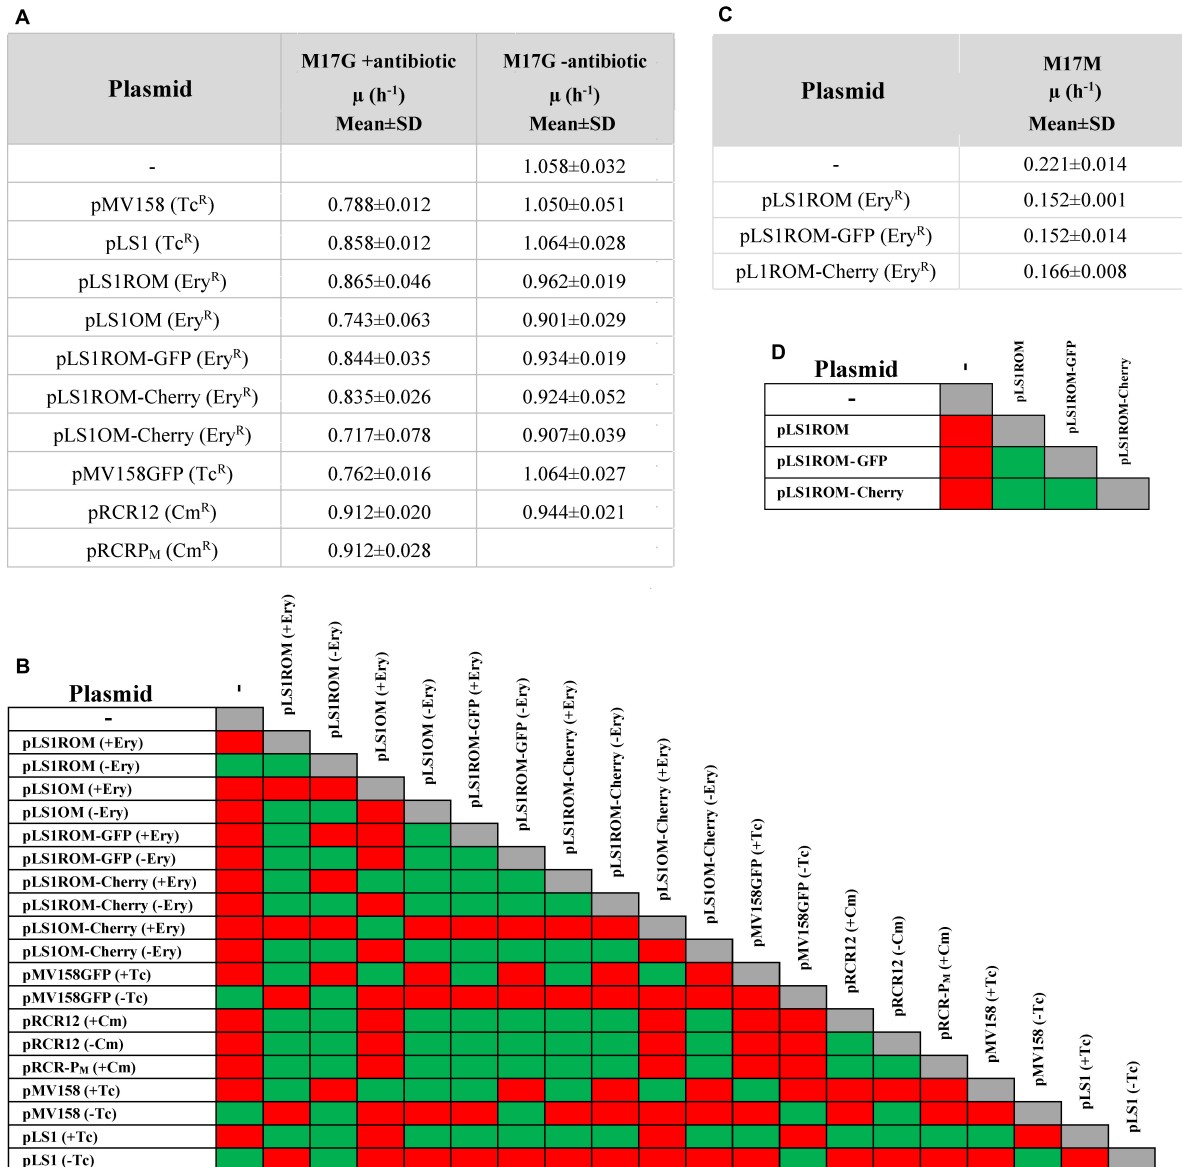 A
Plasmid
M17G +antibiotic
μ (h-1)
Mean±SD
M17G -antibiotic
μ (h-1)
Mean±SD
- 1.058±0.032
pMV158 (TcR) 0.788±0.012 1.050±0.051
pLS1 (TcR) 0.858±0.012 1.064±0.028
pLS1ROM (EryR) 0.865±0.046 0.962±0.019
pLS1OM (EryR) 0.743±0.063 0.901±0.029
pLS1ROM-GFP (EryR) 0.844±0.035 0.934±0.019
pLS1ROM-Cherry (EryR) 0.835±0.026 0.924±0.052
pLS1OM-Cherry (EryR) 0.717±0.078 0.907±0.039
pMV158GFP (TcR) 0.762±0.016 1.064±0.027
pRCR12 (CmR) 0.912±0.020 0.944±0.021
pRCRPM (CmR) 0.912±0.028
C
Plasmid
M17M
μ (h-1)
Mean±SD
- 0.221±0.014
pLS1ROM (EryR) 0.152±0.001
pLS1ROM-GFP (EryR) 0.152±0.014
pL1ROM-Cherry (EryR) 0.166±0.008
D
Plasmid
-
pLS1ROM
pLS1ROM-GFP
pLS1ROM-Cherry
-
pLS1ROM
pLS1ROM-GFP
pLS1ROM-Cherry
B
Plasmid
-
pLS1ROM (+Ery)
pLS1ROM (-Ery)
pLS1OM (+Ery)
pLS1OM (-Ery)
pLS1ROM-GFP (+Ery)
pLS1ROM-GFP (-Ery)
pLS1ROM-Cherry (+Ery)
pLS1ROM-Cherry (-Ery)
pLS1OM-Cherry (+Ery)
pLS1OM-Cherry (-Ery)
pMV158GFP (+Tc)
pMV158GFP (-Tc)
pRCR12 (+Cm)
pRCR12 (-Cm)
pRCR-PM (+Cm)
pMV158 (+Tc)
pMV158 (-Tc)
pLS1 (+Tc)
pLS1 (-Tc)
-
pLS1ROM (+Ery)
pLS1ROM (-Ery)
pLS1OM (+Ery)
pLS1OM (-Ery)
pLS1ROM-GFP (+Ery)
pLS1ROM-GFP (-Ery)
pLS1ROM-Cherry (+Ery)
pLS1ROM-Cherry (-Ery)
pLS1OM-Cherry (+Ery)
pLS1OM-Cherry (-Ery)
pMV158GFP (+Tc)
pMV158GFP (-Tc)
pRCR12 (+Cm)
pRCR12 (-Cm)
pRCR-PM (+Cm)
pMV158 (+Tc)
pMV158 (-Tc)
pLS1 (+Tc)
pLS1 (-Tc)